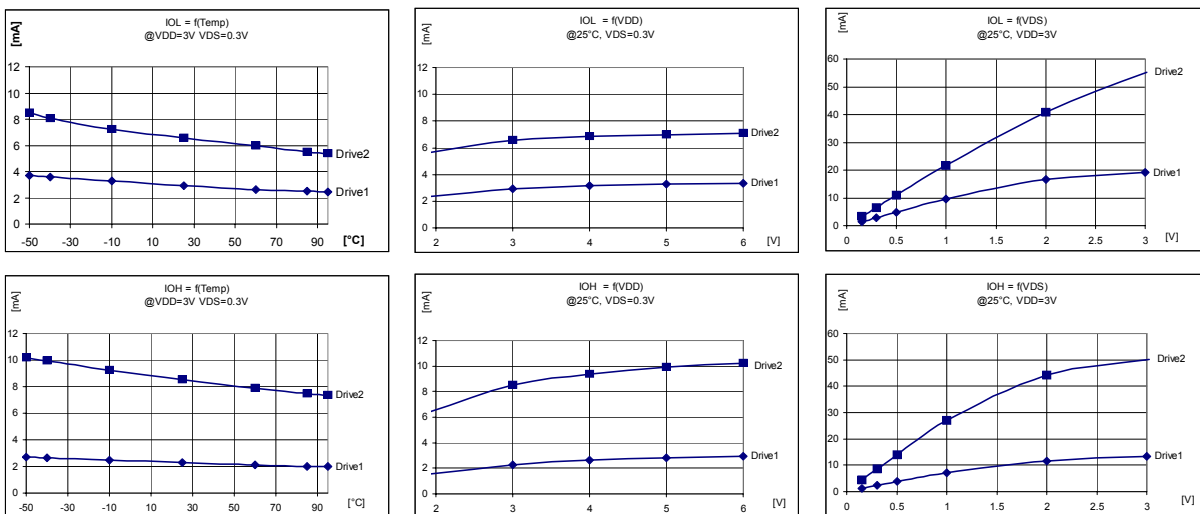 [mA]
IOL = f(Temp)
@VDD=3V VDS=0.3V
12
10
8
6
4
2
0
Drive2
Drive1
-50 -30 -10 10 30 50 70 90 [°C]
[mA]
IOL = f(VDD)
@25°C, VDS=0.3V
12
10
8
6
4
2
0
Drive2
Drive1
2 3 4 5 6 [V]
[mA]
IOL = f(VDS)
@25°C, VDD=3V
60
50
40
30
20
10
0
Drive2
Drive1
0 0.5 1 1.5 2 2.5 3 [V]
[mA]
IOH = f(Temp)
@VDD=3V VDS=0.3V
12
10
8
6
4
2
0
Drive2
Drive1
-50 -30 -10 10 30 50 70 90 [°C]
[mA]
IOH = f(VDD)
@25°C, VDS=0.3V
12
10
8
6
4
2
0
Drive2
Drive1
2 3 4 5 6 [V]
[mA]
IOH = f(VDS)
@25°C, VDD=3V
60
50
40
30
20
10
0
Drive2
Drive1
0 0.5 1 1.5 2 2.5 3 [V]